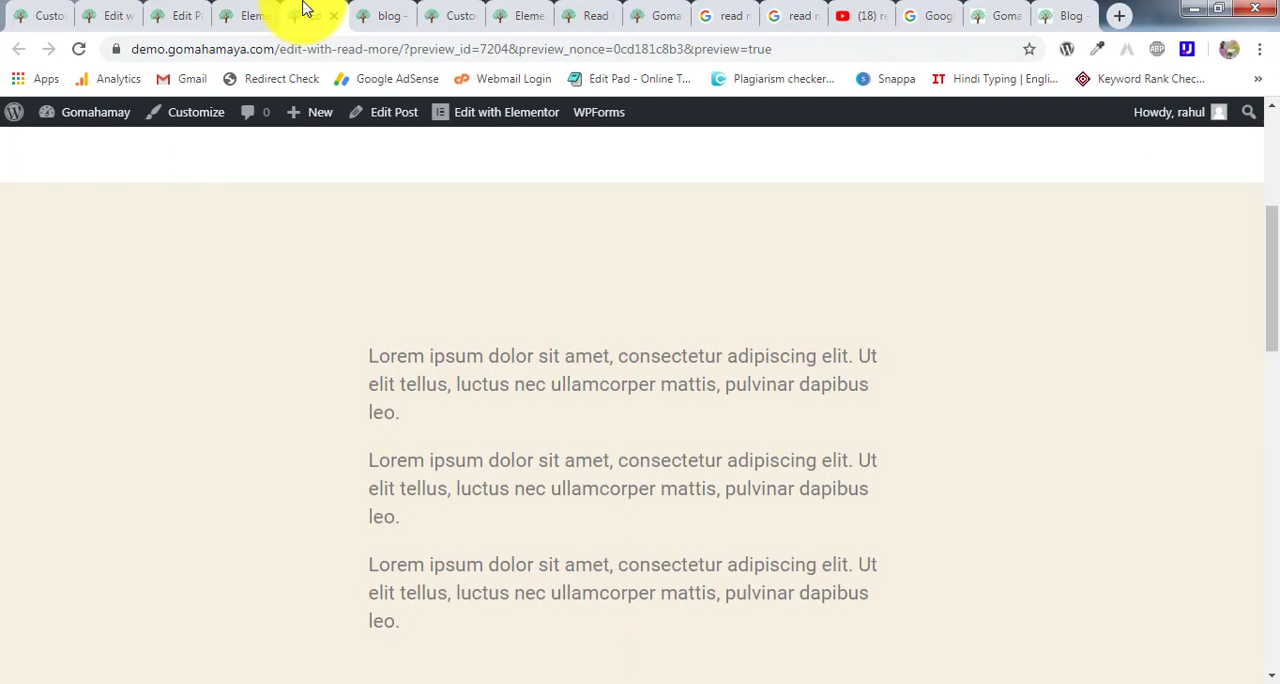 Custo Edit w Edit P Eleme blog - Custo Eleme Read Goma read m read m (18) re Goog Goma Blog -
demo.gomahamaya.com/edit-with-read-more/?preview_id=7204&preview_nonce=0cd181c8b3&preview=true
Apps Analytics Gmail Redirect Check Google AdSense Webmail Login Edit Pad - Online T... Plagiarism checker... Snappa Hindi Typing | Engli... Keyword Rank Chec... »
Gomahamay Customize 0 New Edit Post Edit with Elementor WPForms Howdy, rahul
Lorem ipsum dolor sit amet, consectetur adipiscing elit. Ut
elit tellus, luctus nec ullamcorper mattis, pulvinar dapibus
leo.
Lorem ipsum dolor sit amet, consectetur adipiscing elit. Ut
elit tellus, luctus nec ullamcorper mattis, pulvinar dapibus
leo.
Lorem ipsum dolor sit amet, consectetur adipiscing elit. Ut
elit tellus, luctus nec ullamcorper mattis, pulvinar dapibus
leo.